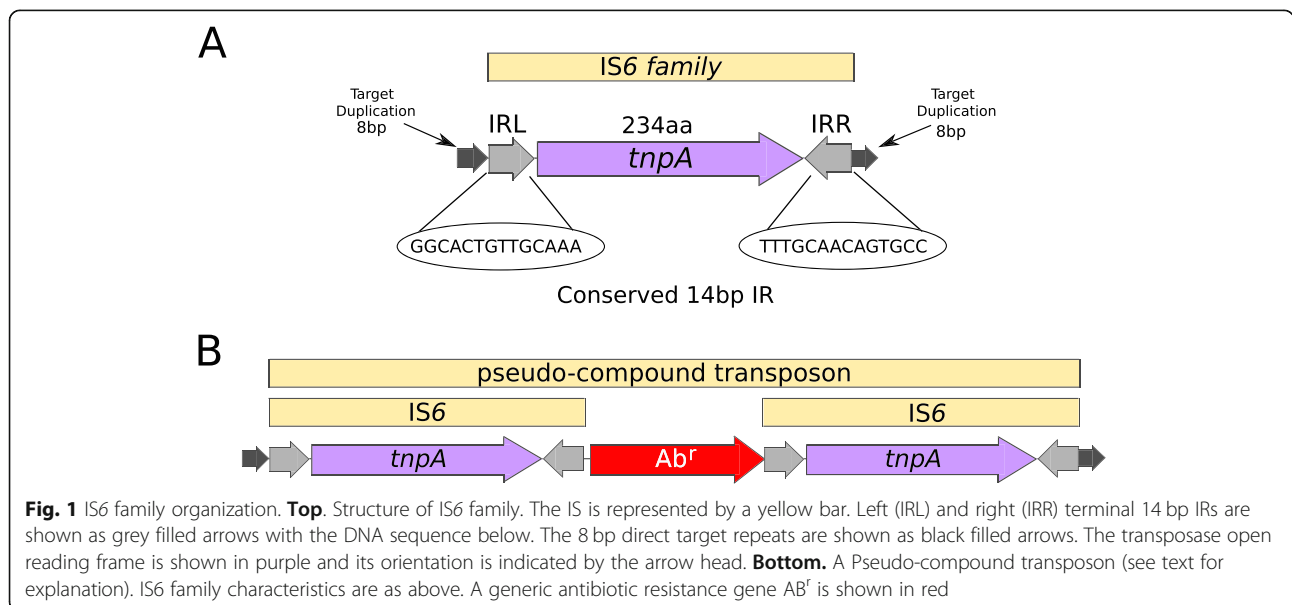 A
IS6 family
Target
Duplication
8bp
Target
Duplication
8bp
IRL
234aa
IRR
tnpA
GGCACTGTTGCAAA
TTTGCAACAGTGCC
Conserved 14bp IR
B
pseudo-compound transposon
IS6
IS6
tnpA
Abʳ
tnpA
Fig. 1 IS6 family organization. Top. Structure of IS6 family. The IS is represented by a yellow bar. Left (IRL) and right (IRR) terminal 14 bp IRs are
shown as grey filled arrows with the DNA sequence below. The 8 bp direct target repeats are shown as black filled arrows. The transposase open
reading frame is shown in purple and its orientation is indicated by the arrow head. Bottom. A Pseudo-compound transposon (see text for
explanation). IS6 family characteristics are as above. A generic antibiotic resistance gene ABʳ is shown in red